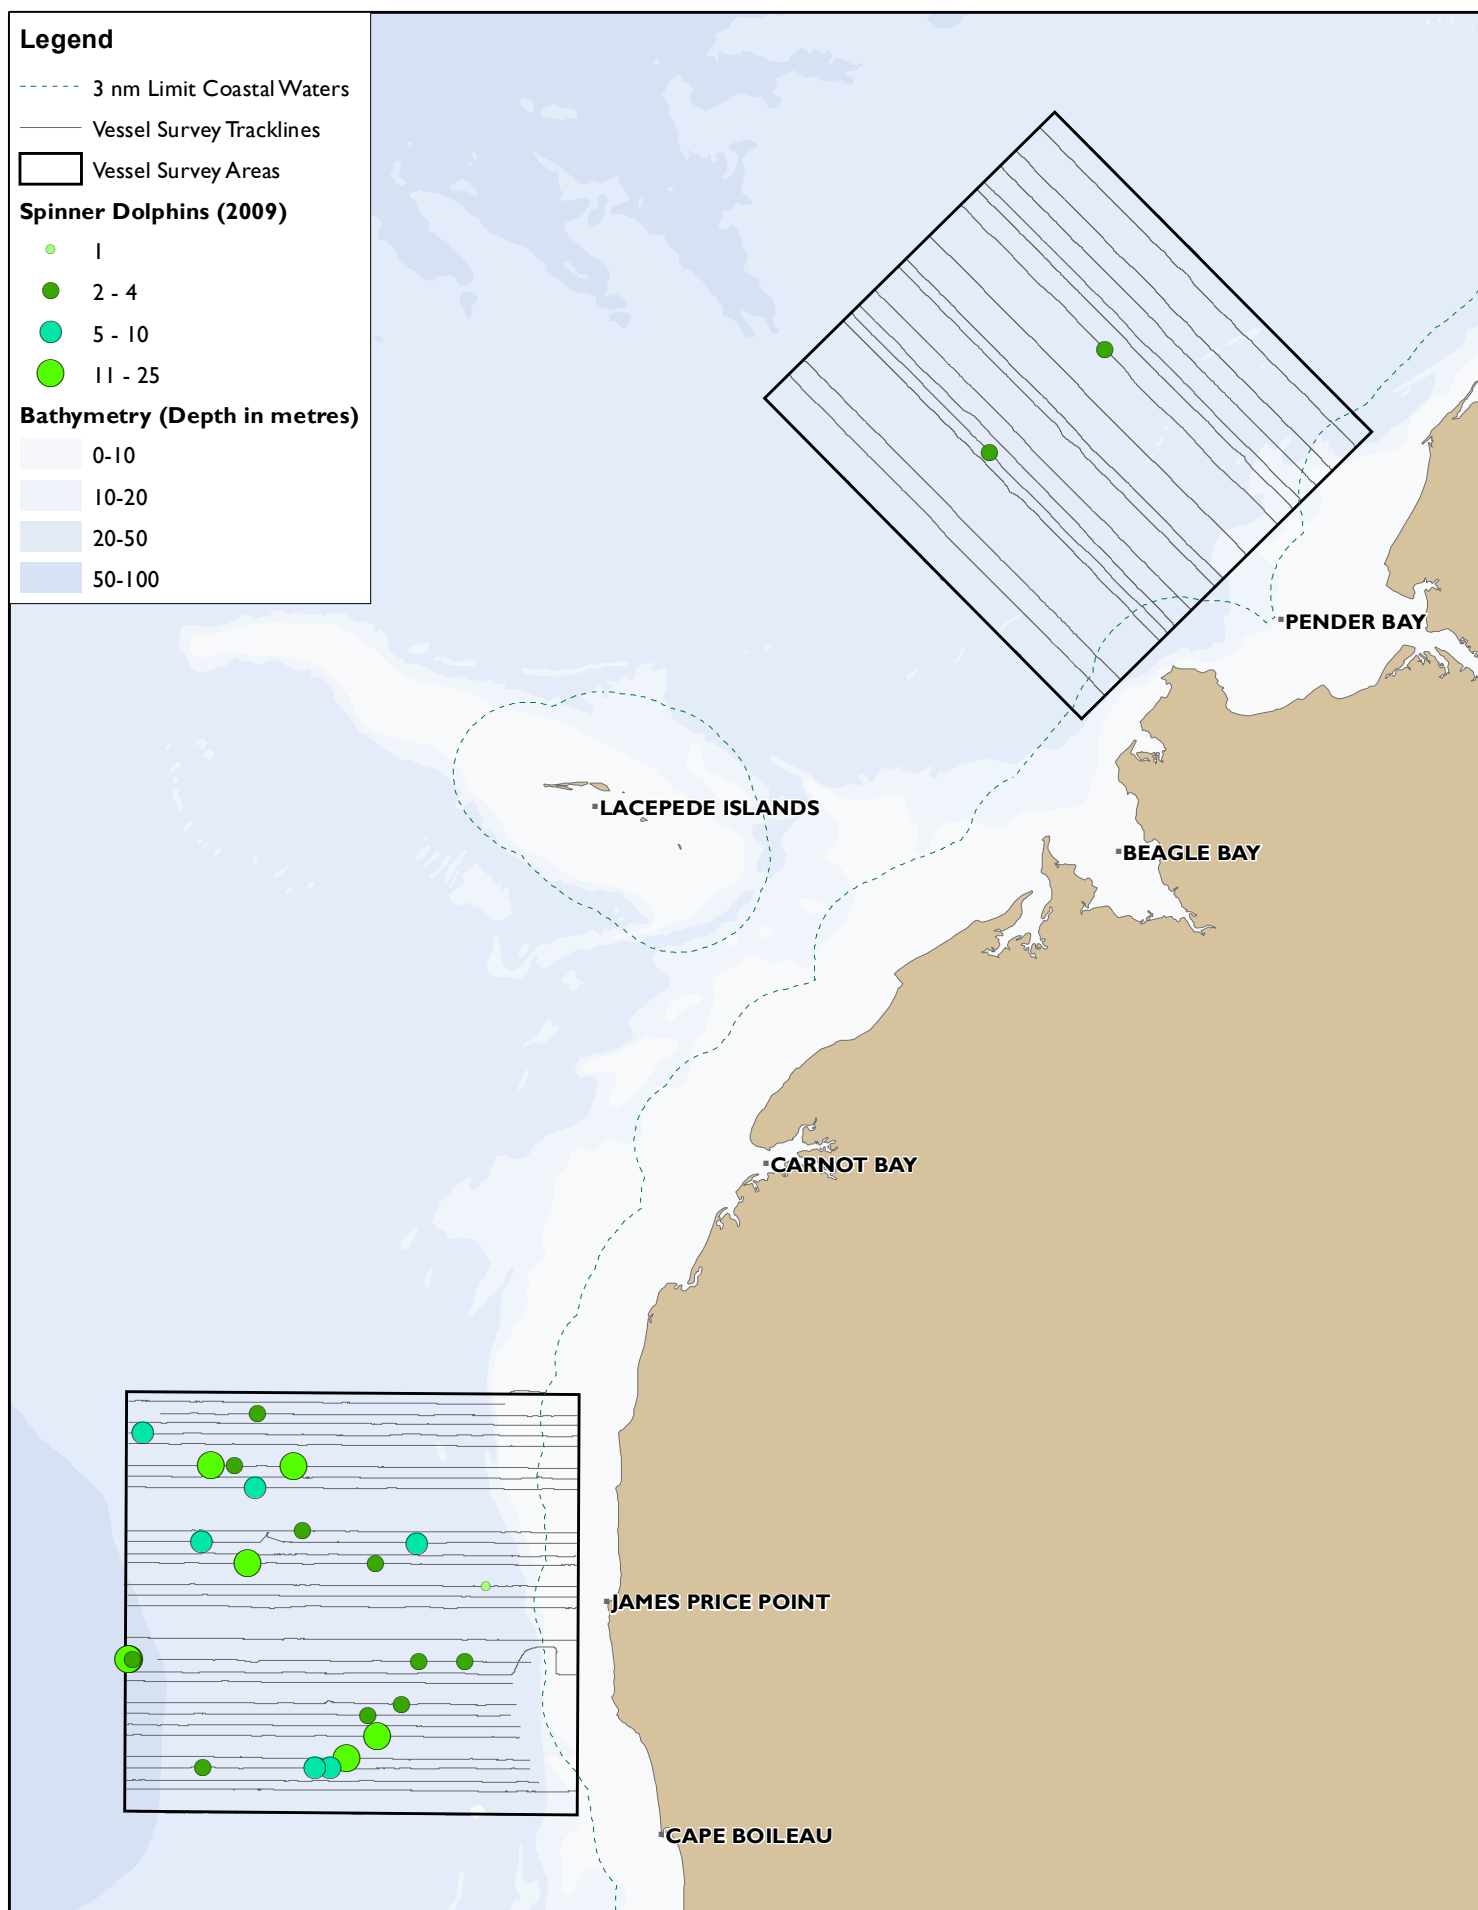 Legend
3 nm Limit Coastal Waters
Vessel Survey Tracklines
Vessel Survey Areas
Spinner Dolphins (2009)
1
2 - 4
5 - 10
11 - 25
Bathymetry (Depth in metres)
0-10
10-20
20-50
50-100
PENDER BAY
LACEPEDE ISLANDS
BEAGLE BAY
CARNOT BAY
JAMES PRICE POINT
CAPE BOILEAU